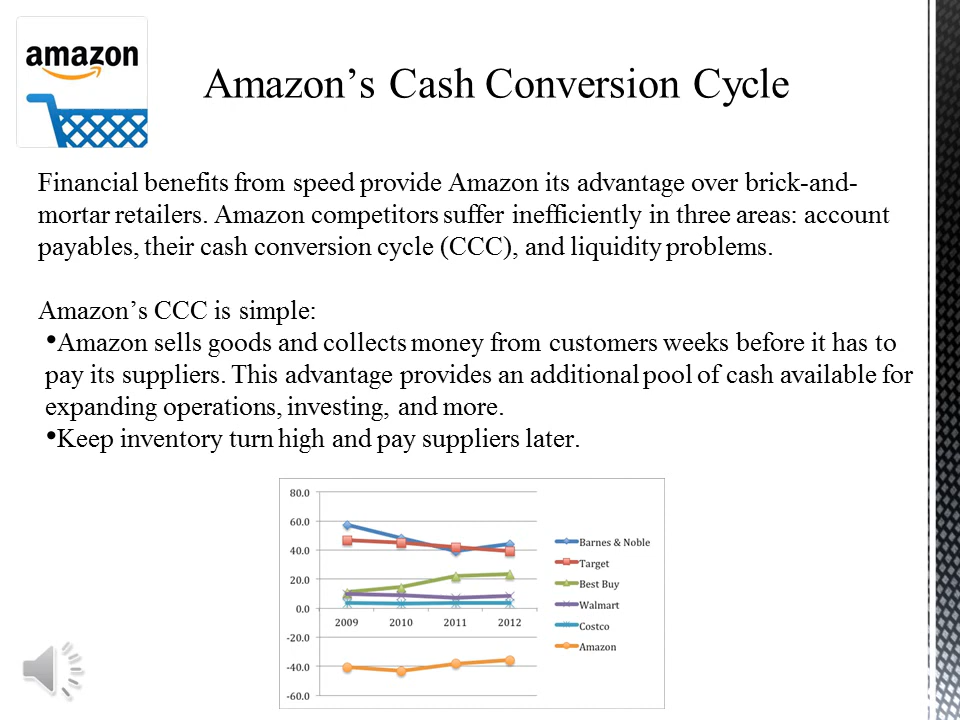 amazon
Amazon’s Cash Conversion Cycle
Financial benefits from speed provide Amazon its advantage over brick-and-
mortar retailers. Amazon competitors suffer inefficiently in three areas: account
payables, their cash conversion cycle (CCC), and liquidity problems.
Amazon’s CCC is simple:
•Amazon sells goods and collects money from customers weeks before it has to
pay its suppliers. This advantage provides an additional pool of cash available for
expanding operations, investing, and more.
•Keep inventory turn high and pay suppliers later.
80.0
60.0
40.0
20.0
0.0
-20.0
-40.0
-60.0
2009 2010 2011 2012
Barnes & Noble
Target
Best Buy
Walmart
Costco
Amazon